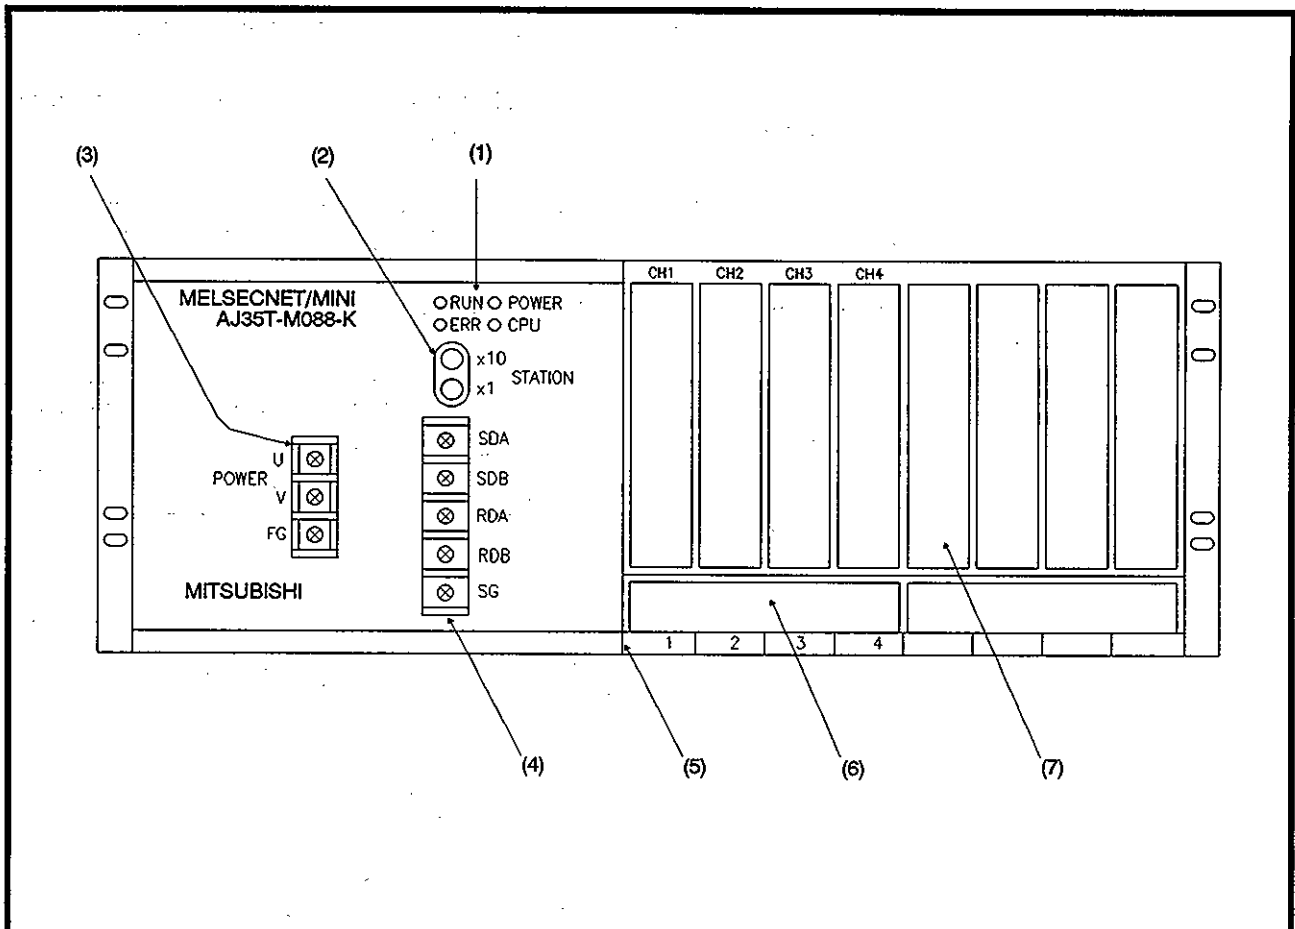 (3)
(2)
(1)
CH1 CH2 CH3 CH4
MELSECNET/MINI
AJ35T-M088-K
RUN POWER
ERR CPU
x10
x1
STATION
SDA
SDB
RDA
RDB
SG
U
POWER
V
FG
MITSUBISHI
1 2 3 4
(4)
(5)
(6)
(7)